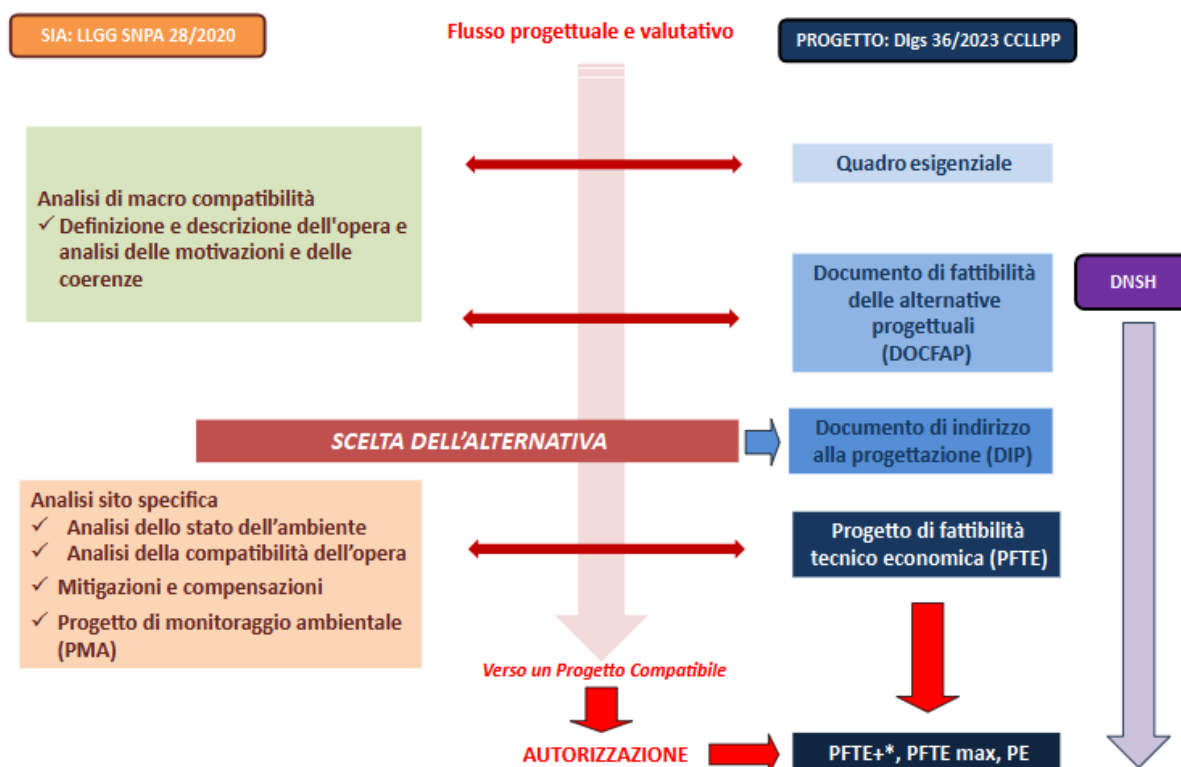 SIA: LLGG SNPA 28/2020
Flusso progettuale e valutativo
PROGETTO: Dlgs 36/2023 CCLLPP
Analisi di macro compatibilità
✓ Definizione e descrizione dell'opera e
analisi delle motivazioni e delle
coerenze
Quadro esigenziale
Documento di fattibilità
delle alternative
progettuali
(DOCFAP)
DNSH
SCELTA DELL'ALTERNATIVA
Documento di indirizzo
alla progettazione (DIP)
Analisi sito specifica
✓ Analisi dello stato dell'ambiente
✓ Analisi della compatibilità dell'opera
✓ Mitigazioni e compensazioni
✓ Progetto di monitoraggio ambientale
(PMA)
Progetto di fattibilità
tecnico economica (PFTE)
Verso un Progetto Compatibile
AUTORIZZAZIONE
PFTE+*, PFTE max, PE